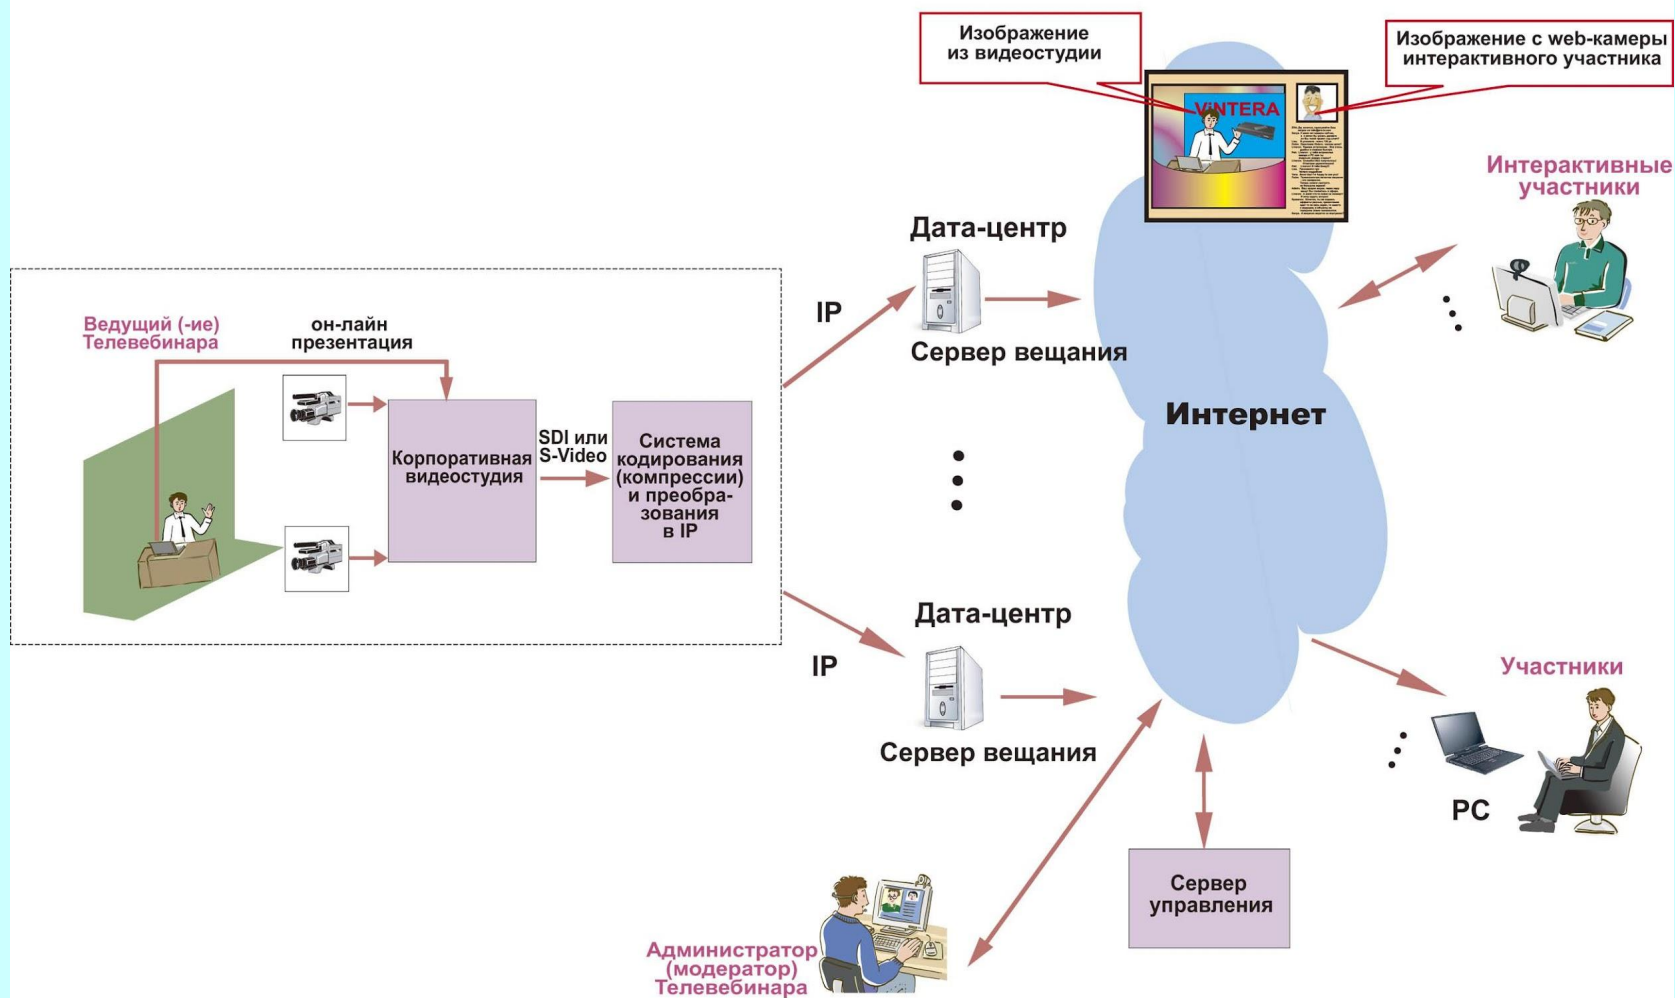 Изображение
из видеостудии
Изображение с web-камеры
интерактивного участника
ViNTERA
Интерактивные
участники
Дата-центр
IP
Сервер вещания
Ведущий (-ие)
Телевебинара
он-лайн
презентация
Корпоративная
видеостудия
SDI или
S-Video
Система
кодирования
(компрессии)
и преобра-
зования
в IP
Интернет
Дата-центр
IP
Сервер вещания
Участники
PC
Сервер
управления
Администратор
(модератор)
Телевебинара